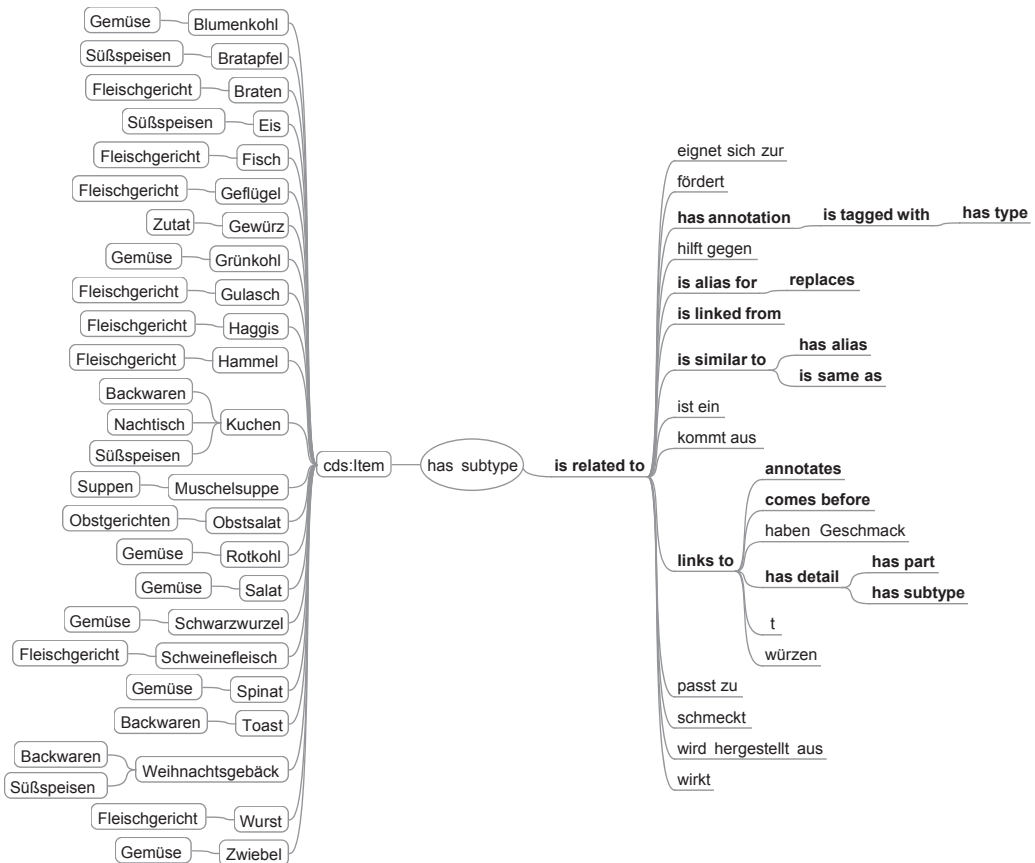 Gemüse Blumenkohl
Süßspeisen Bratapfel
Fleischgericht Braten
Süßspeisen Eis
Fleischgericht Fisch
Fleischgericht Geflügel
Zutat Gewürz
Gemüse Grünkohl
Fleischgericht Gulasch
Fleischgericht Haggis
Fleischgericht Hammel
Backwaren
Nachtisch Kuchen
Süßspeisen
Suppen Muschelsuppe
Obstgerichten Obstsalat
Gemüse Rotkohl
Gemüse Salat
Gemüse Schwarzwurzel
Fleischgericht Schweinefleisch
Gemüse Spinat
Backwaren Toast
Backwaren
Weihnachtsgebäck
Süßspeisen
Fleischgericht Wurst
Gemüse Zwiebel
cds:Item has subtype is related to
eignet sich zur
fördert
has annotation is tagged with has type
hilft gegen
is alias for replaces
is linked from
is similar to
has alias
is same as
ist ein
kommt aus
links to
annotates
comes before
haben Geschmack
has detail
has part
has subtype
t
würzen
passt zu
schmeckt
wird hergestellt aus
wirkt